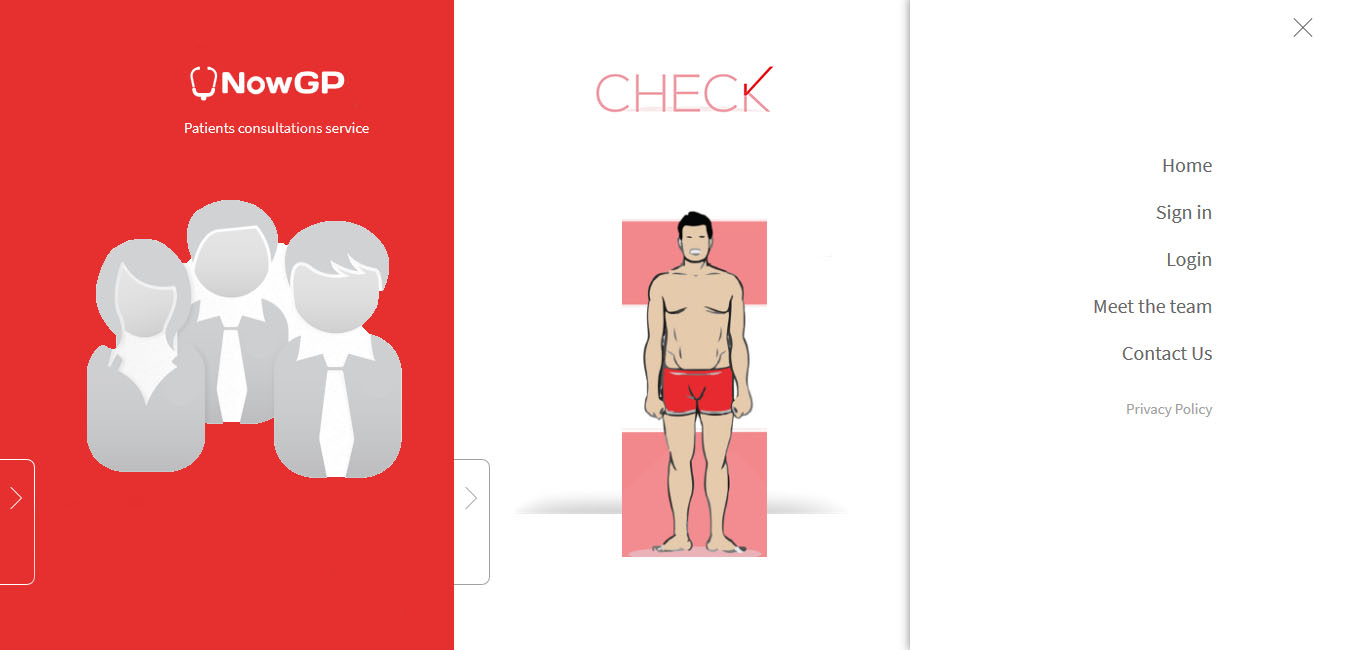 NowGP
Patients consultations service
CHECK
Home
Sign in
Login
Meet the team
Contact Us
Privacy Policy